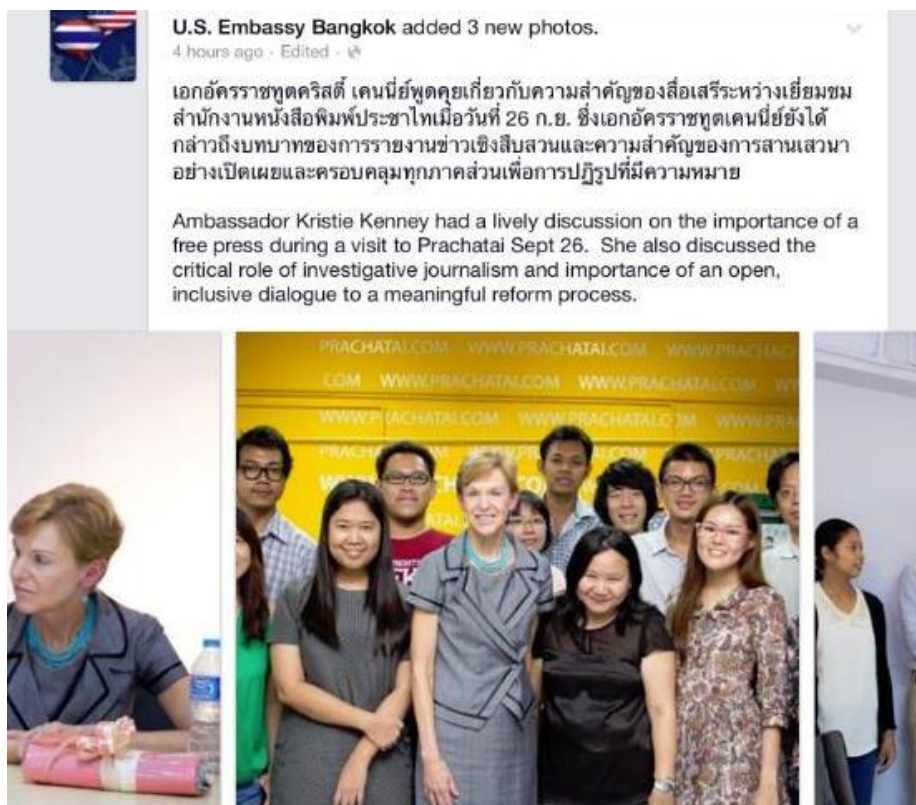 U.S. Embassy Bangkok added 3 new photos.
4 hours ago · Edited ·
เอกอัครราชทูตคริสตี้ เคนนี่ย์พูดคุยเกี่ยวกับความสำคัญของสื่อเสรีระหว่างเยี่ยมชม
สำนักงานหนังสือพิมพ์ประชาไทเมื่อวันที่ 26 ก.ย. ซึ่งเอกอัครราชทูตเคนนี่ย์ยังได้
กล่าวถึงบทบาทของการรายงานข่าวเชิงสืบสวนและความสำคัญของการสานเสวนา
อย่างเปิดเผยและครอบคลุมทุกภาคส่วนเพื่อการปฏิรูปที่มีความหมาย
Ambassador Kristie Kenney had a lively discussion on the importance of a
free press during a visit to Prachatai Sept 26. She also discussed the
critical role of investigative journalism and importance of an open,
inclusive dialogue to a meaningful reform process.
PRACHATAI.COM WWW.PRACHATAI.COM WWW.PRACHAC
COM WWW.PRACHATAI.COM WWW.PRACHATAI.COM
WWW.PRACHATAI.COM WWW.PRACHATAI.COM